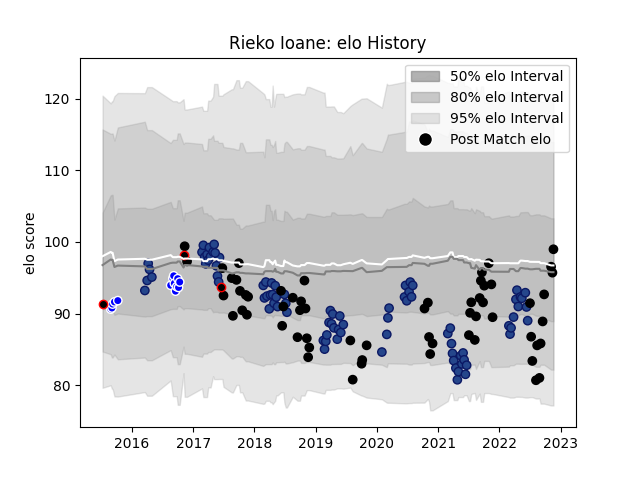 Rieko Ioane: elo History
50% elo Interval
80% elo Interval
95% elo Interval
Post Match elo
elo score
120
110
100
90
80
2016 2017 2018 2019 2020 2021 2022 2023